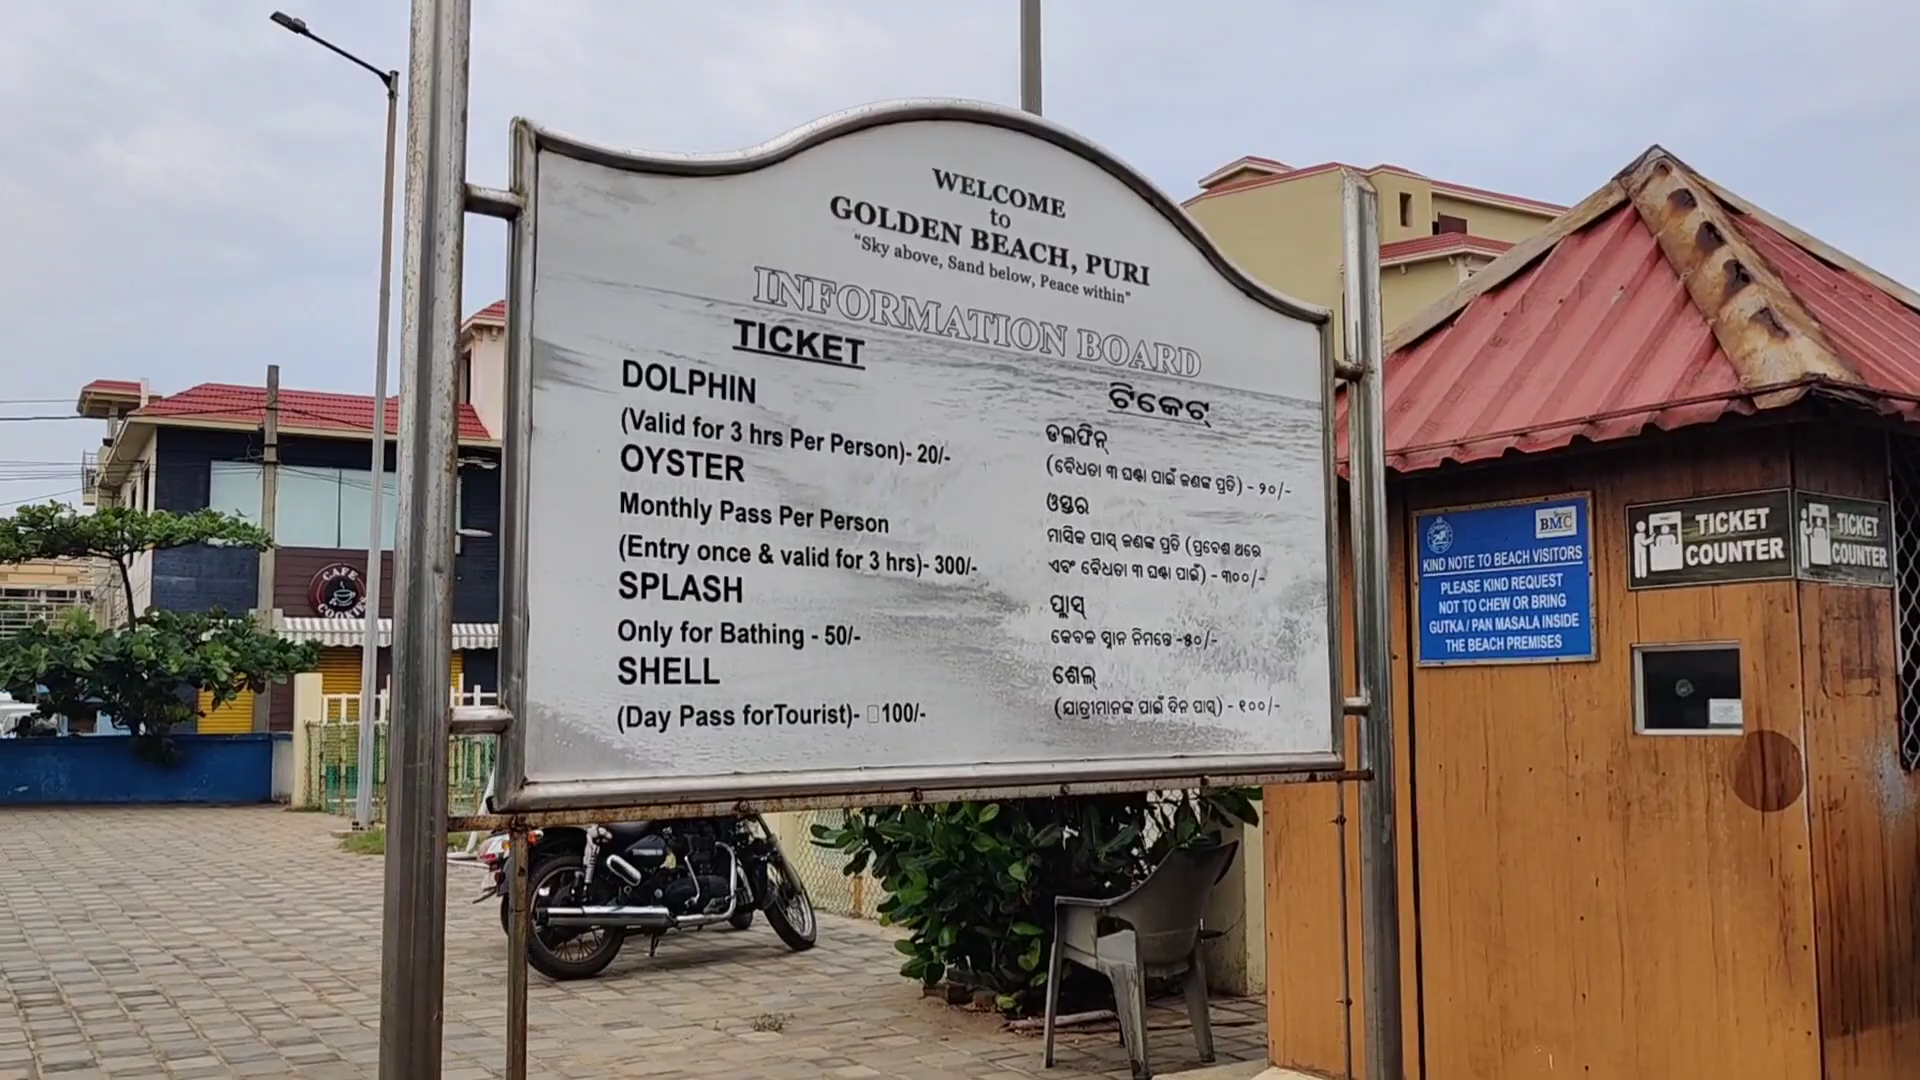 WELCOME
to
GOLDEN BEACH, PURI
"Sky above, Sand below, Peace within"
INFORMATION BOARD
TICKET
DOLPHIN
(Valid for 3 hrs Per Person)- 20/-
OYSTER
Monthly Pass Per Person
(Entry once & valid for 3 hrs)- 300/-
SPLASH
Only for Bathing - 50/-
SHELL
(Day Pass forTourist)- 100/-
ଟିକେଟ୍
ଡଲଫିନ୍
(ବୈଧତା ୩ ଘଣ୍ଟା ପାଇଁ ଜଣଙ୍କ ପ୍ରତି) - ୨୦/-
ଓସ୍ତର
ମାସିକ ପାସ୍ ଜଣଙ୍କ ପ୍ରତି (ପ୍ରବେଶ ଥରେ
ଏବଂ ବୈଧତା ୩ ଘଣ୍ଟା ପାଇଁ) - ୩୦୦/-
ପ୍ଲାସ୍
କେବଳ ସ୍ନାନ ନିମନ୍ତେ -୫୦/-
ଶେଲ୍
(ଯାତ୍ରୀମାନଙ୍କ ପାଇଁ ଦିନ ପାସ୍) - ୧୦୦/-
BMC
KIND NOTE TO BEACH VISITORS
PLEASE KIND REQUEST
NOT TO CHEW OR BRING
GUTKA / PAN MASALA INSIDE
THE BEACH PREMISES
TICKET
COUNTER
TICKET
COUNTER
CAFE